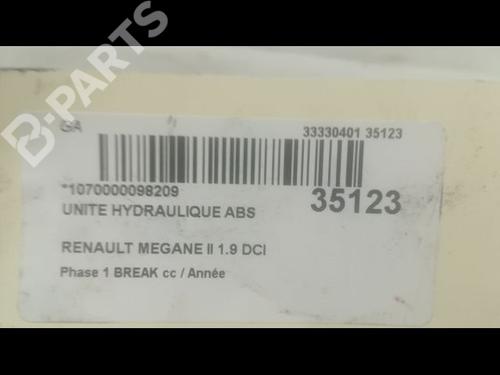 B-PARTS
GA 33330401 35123
*1070000098209 35123
UNITE HYDRAULIQUE ABS
RENAULT MEGANE II 1.9 DCI
Phase 1 BREAK cc / Année